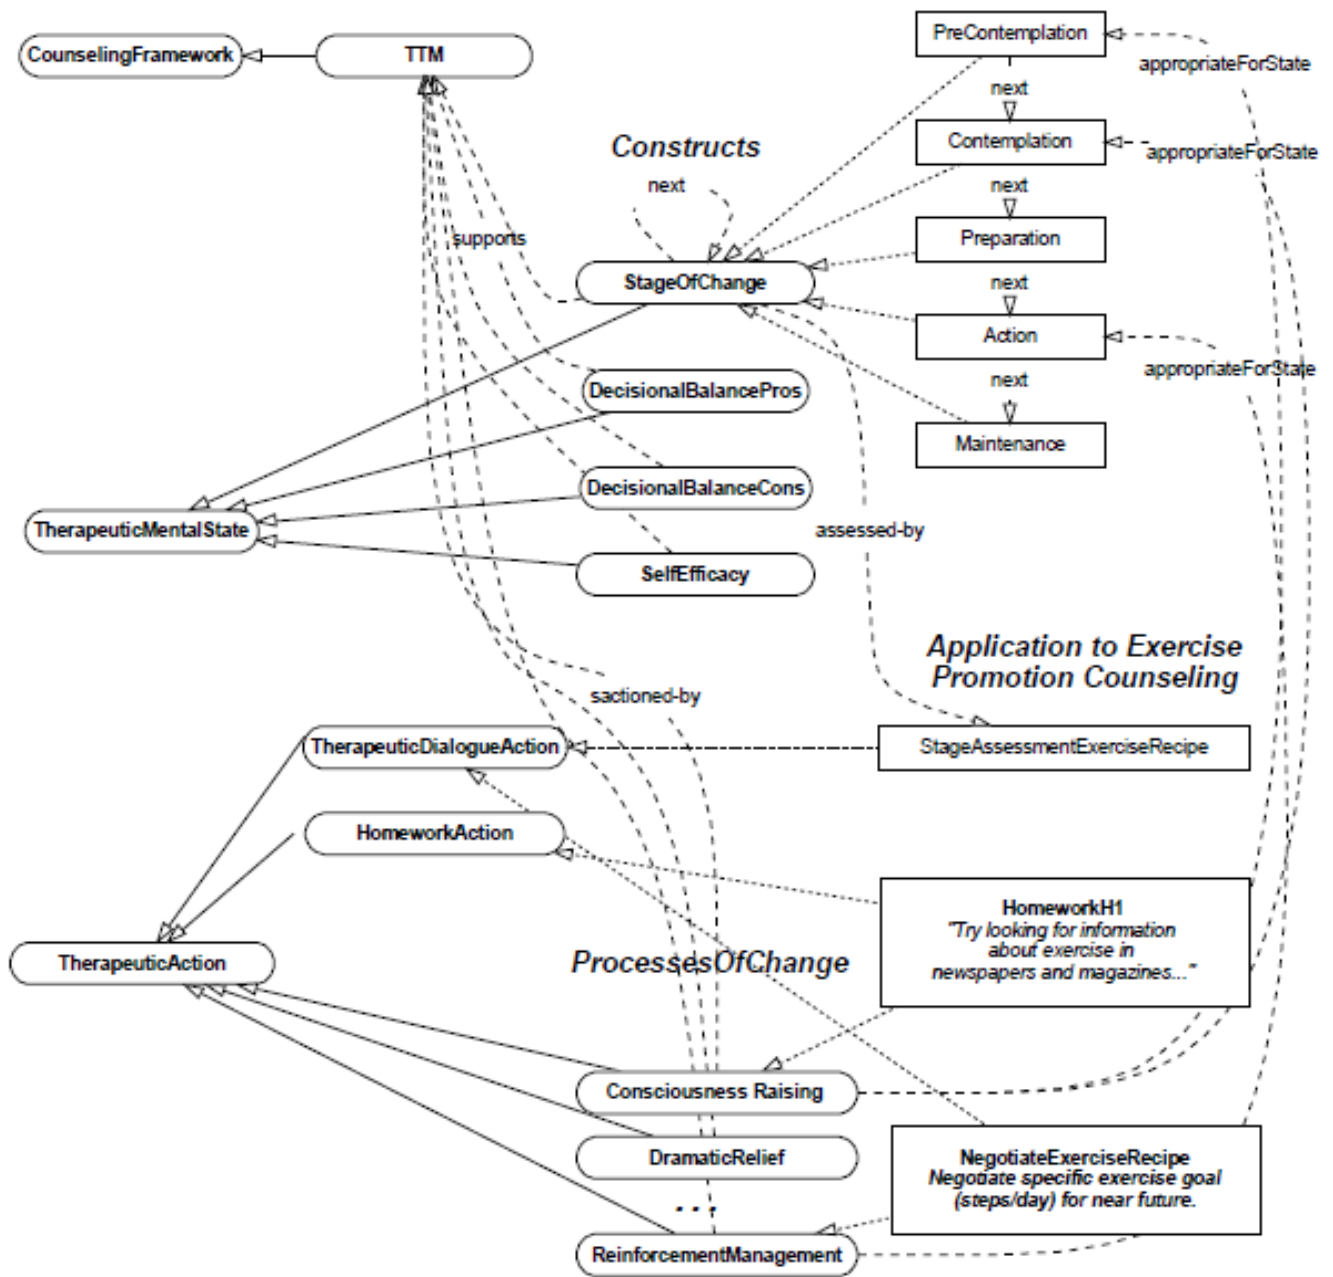 PreContemplation
CounselingFramework
TTM
appropriateForState
next
Constructs
Contemplation
appropriateForState
next
next
supports
Preparation
StageOfChange
next
Action
appropriateForState
next
DecisionalBalancePros
Maintenance
DecisionalBalanceCons
TherapeuticMentalState
assessed-by
SelfEfficacy
Application to Exercise
Promotion Counseling
sactioned-by
TherapeuticDialogueAction
StageAssessmentExerciseRecipe
HomeworkAction
HomeworkH1
"Try looking for information
about exercise in
newspapers and magazines..."
TherapeuticAction
ProcessesOfChange
Consciousness Raising
DramaticRelief
NegotiateExerciseRecipe
Negotiate specific exercise goal
(steps/day) for near future.
...
ReinforcementManagement